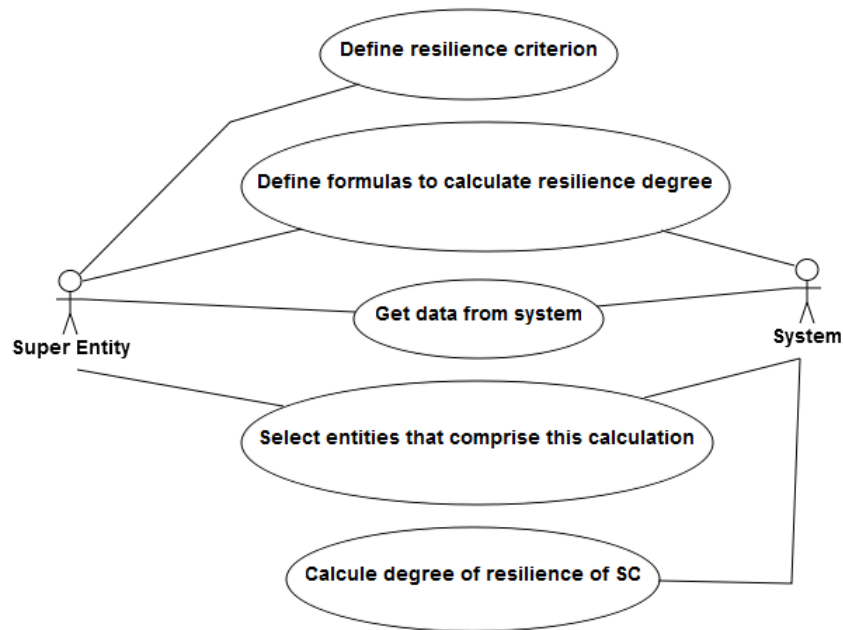 Define resilience criterion
Define formulas to calculate resilience degree
Get data from system
Super Entity
System
Select entities that comprise this calculation
Calcule degree of resilience of SC